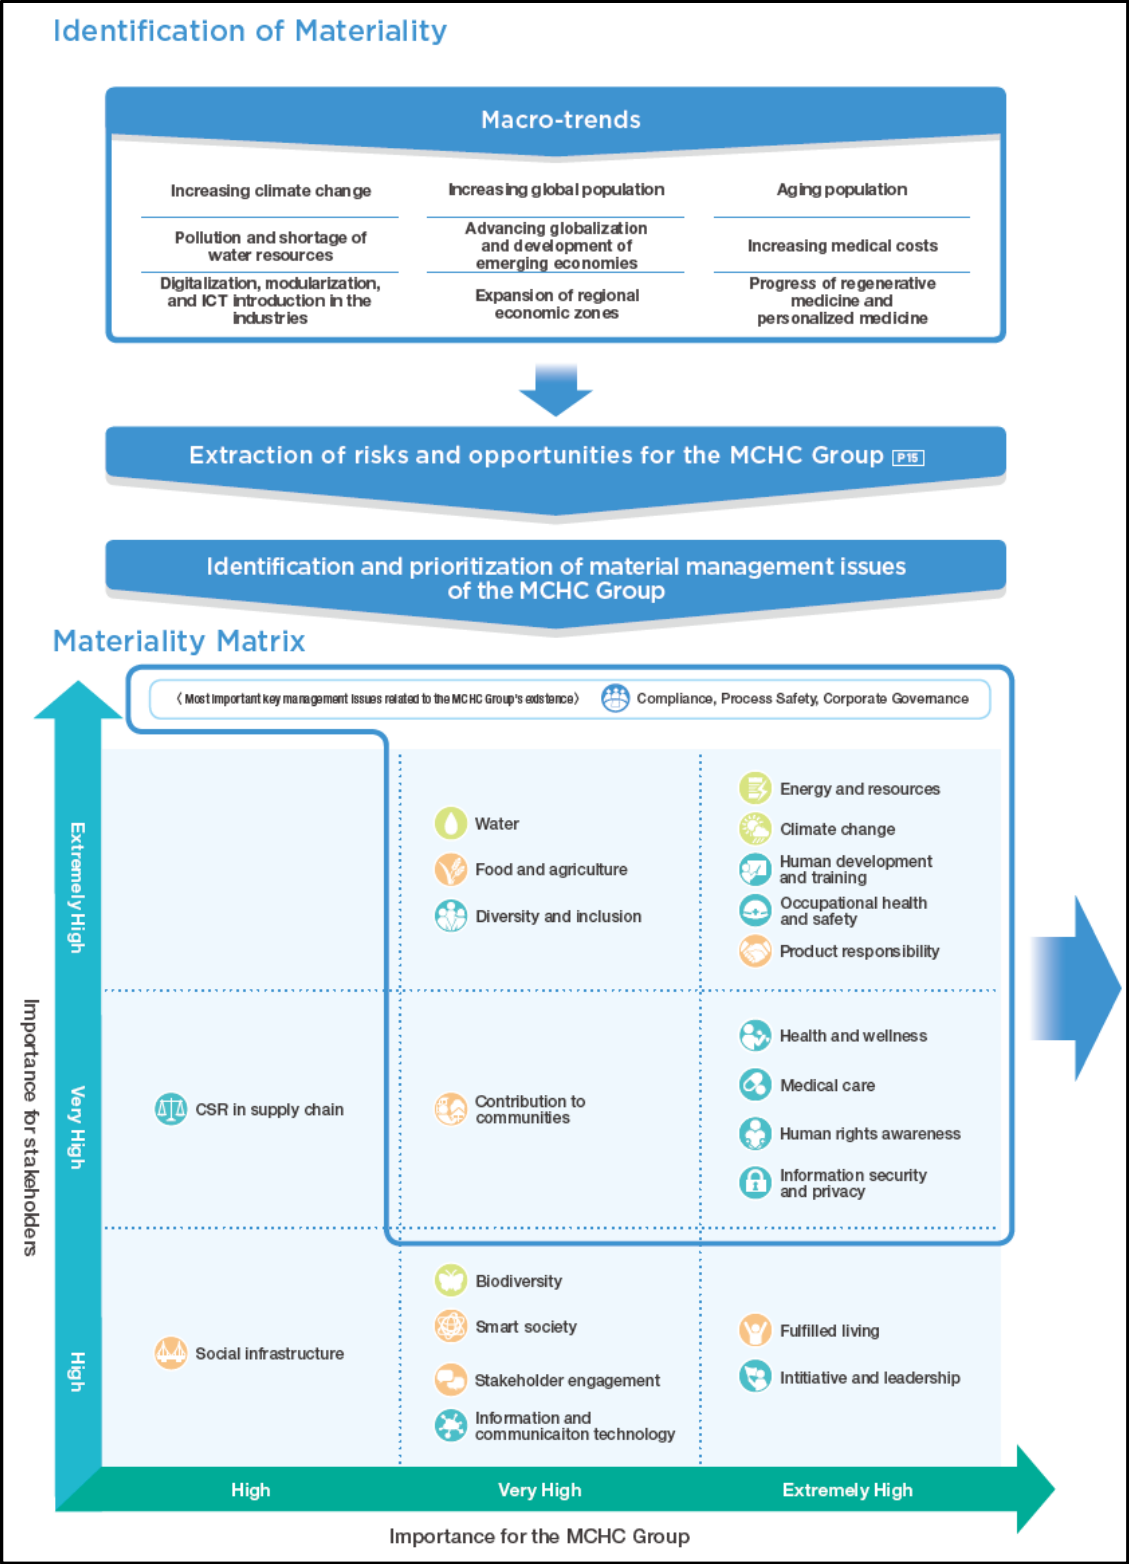 Identification of Materiality
Macro-trends
Increasing climate change
Increasing global population
Aging population
Pollution and shortage of
water resources
Advancing globalization
and development of
emerging economies
Increasing medical costs
Digitalization, modularization,
and ICT introduction in the
industries
Expansion of regional
economic zones
Progress of regenerative
medicine and
personalized medicine
Extraction of risks and opportunities for the MCHC Group P15
Identification and prioritization of material management issues
of the MCHC Group
Materiality Matrix
〈Most important key management issues related to the MCHC Group's existence〉 Compliance, Process Safety, Corporate Governance
Importance for stakeholders
Extremely High
Water
Food and agriculture
Diversity and inclusion
Energy and resources
Climate change
Human development
and training
Occupational health
and safety
Product responsibility
Very High
CSR in supply chain
Contribution to
communities
Health and wellness
Medical care
Human rights awareness
Information security
and privacy
High
Social infrastructure
Biodiversity
Smart society
Stakeholder engagement
Information and
communicaiton technology
Fulfilled living
Intitiative and leadership
High
Very High
Extremely High
Importance for the MCHC Group